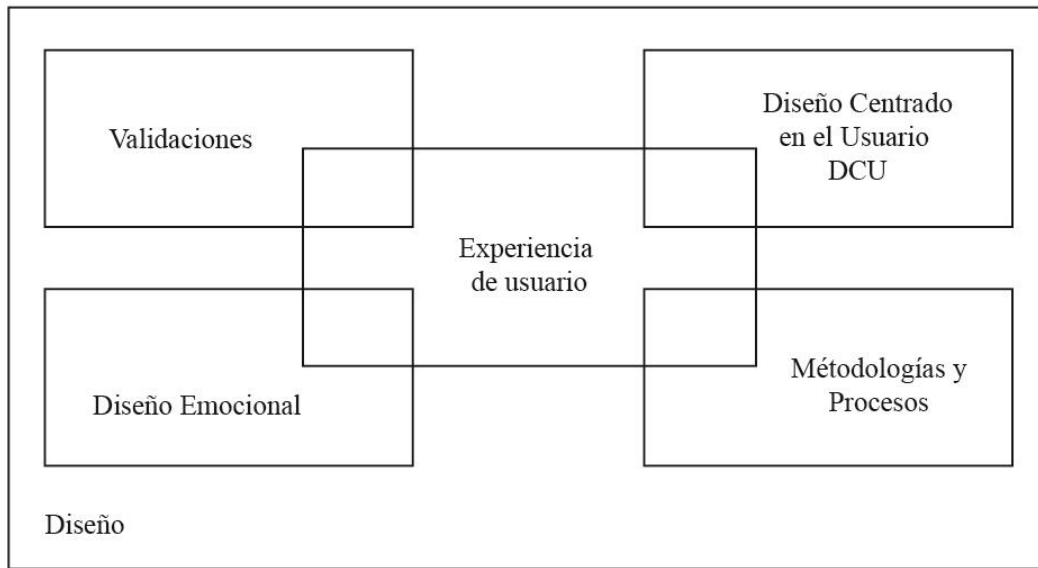 Validaciones
Diseño Centrado
en el Usuario
DCU
Experiencia
de usuario
Diseño Emocional
Métodologías y
Procesos
Diseño